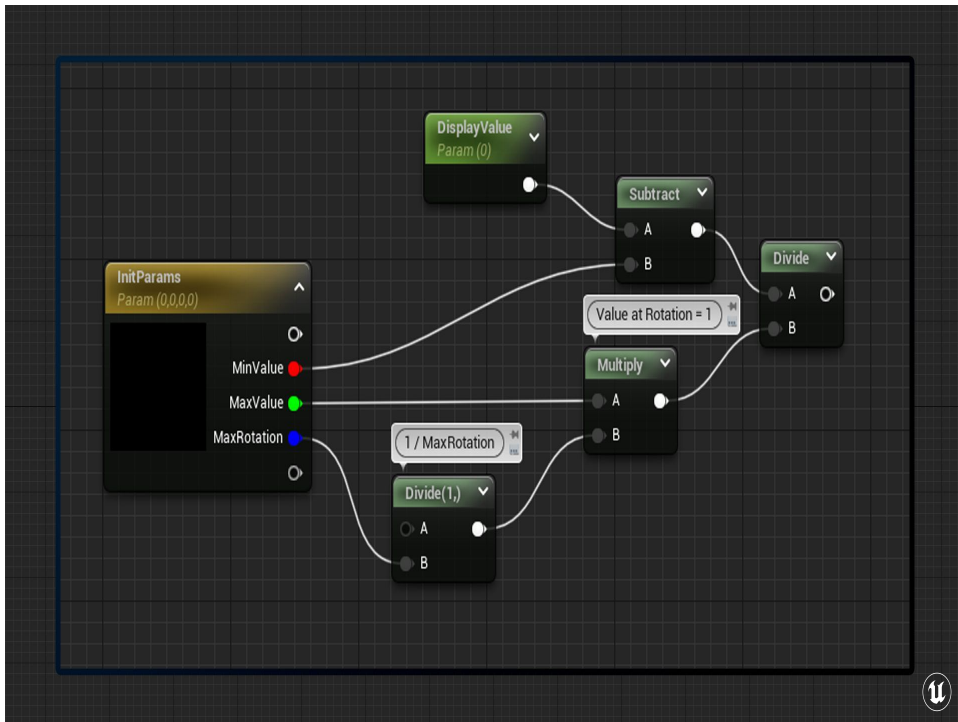 DisplayValue
Param (0)
Subtract
A
B
Divide
A
B
InitParams
Param (0,0,0,0)
MinValue
MaxValue
MaxRotation
Value at Rotation = 1
Multiply
A
B
1 / MaxRotation
Divide(1,)
A
B